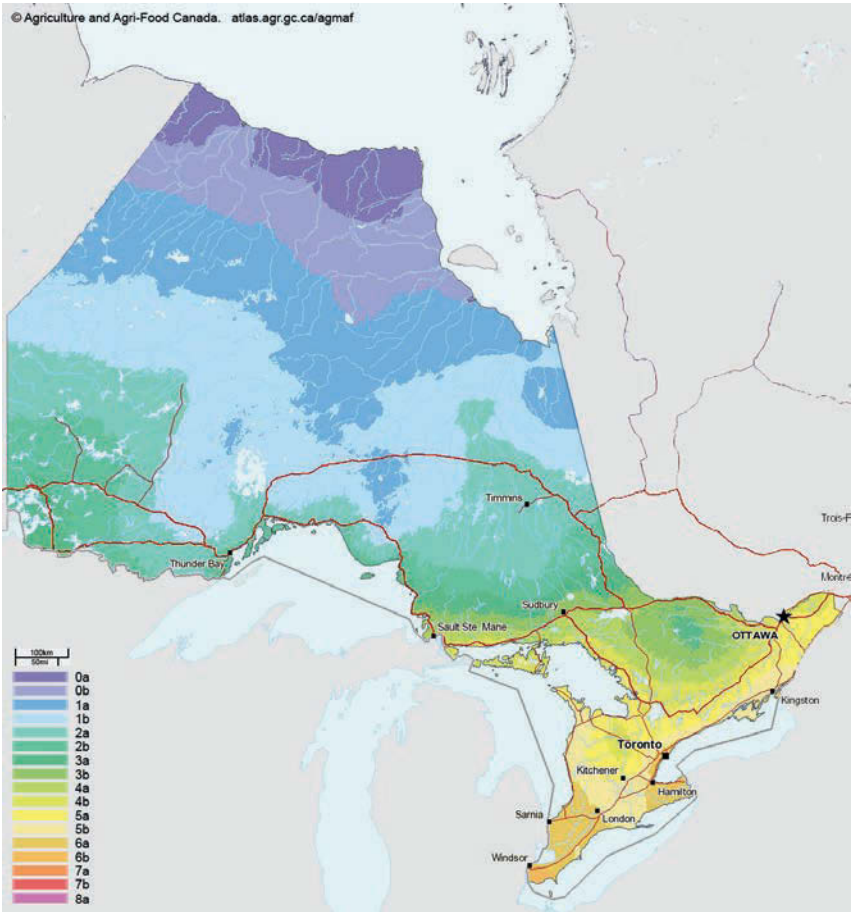 © Agriculture and Agri-Food Canada. atlas.agr.gc.ca/agmaf
Timmins
Trois-F
Thunder Bay
Montré
Sudbury
OTTAWA
Sault Ste. Marie
100km
50mi
Kingston
0a
0b
1a
1b
2a
2b
3a
3b
4a
4b
5a
5b
6a
6b
7a
7b
8a
Toronto
Kitchener
Hamilton
Sarnia
London
Windsor